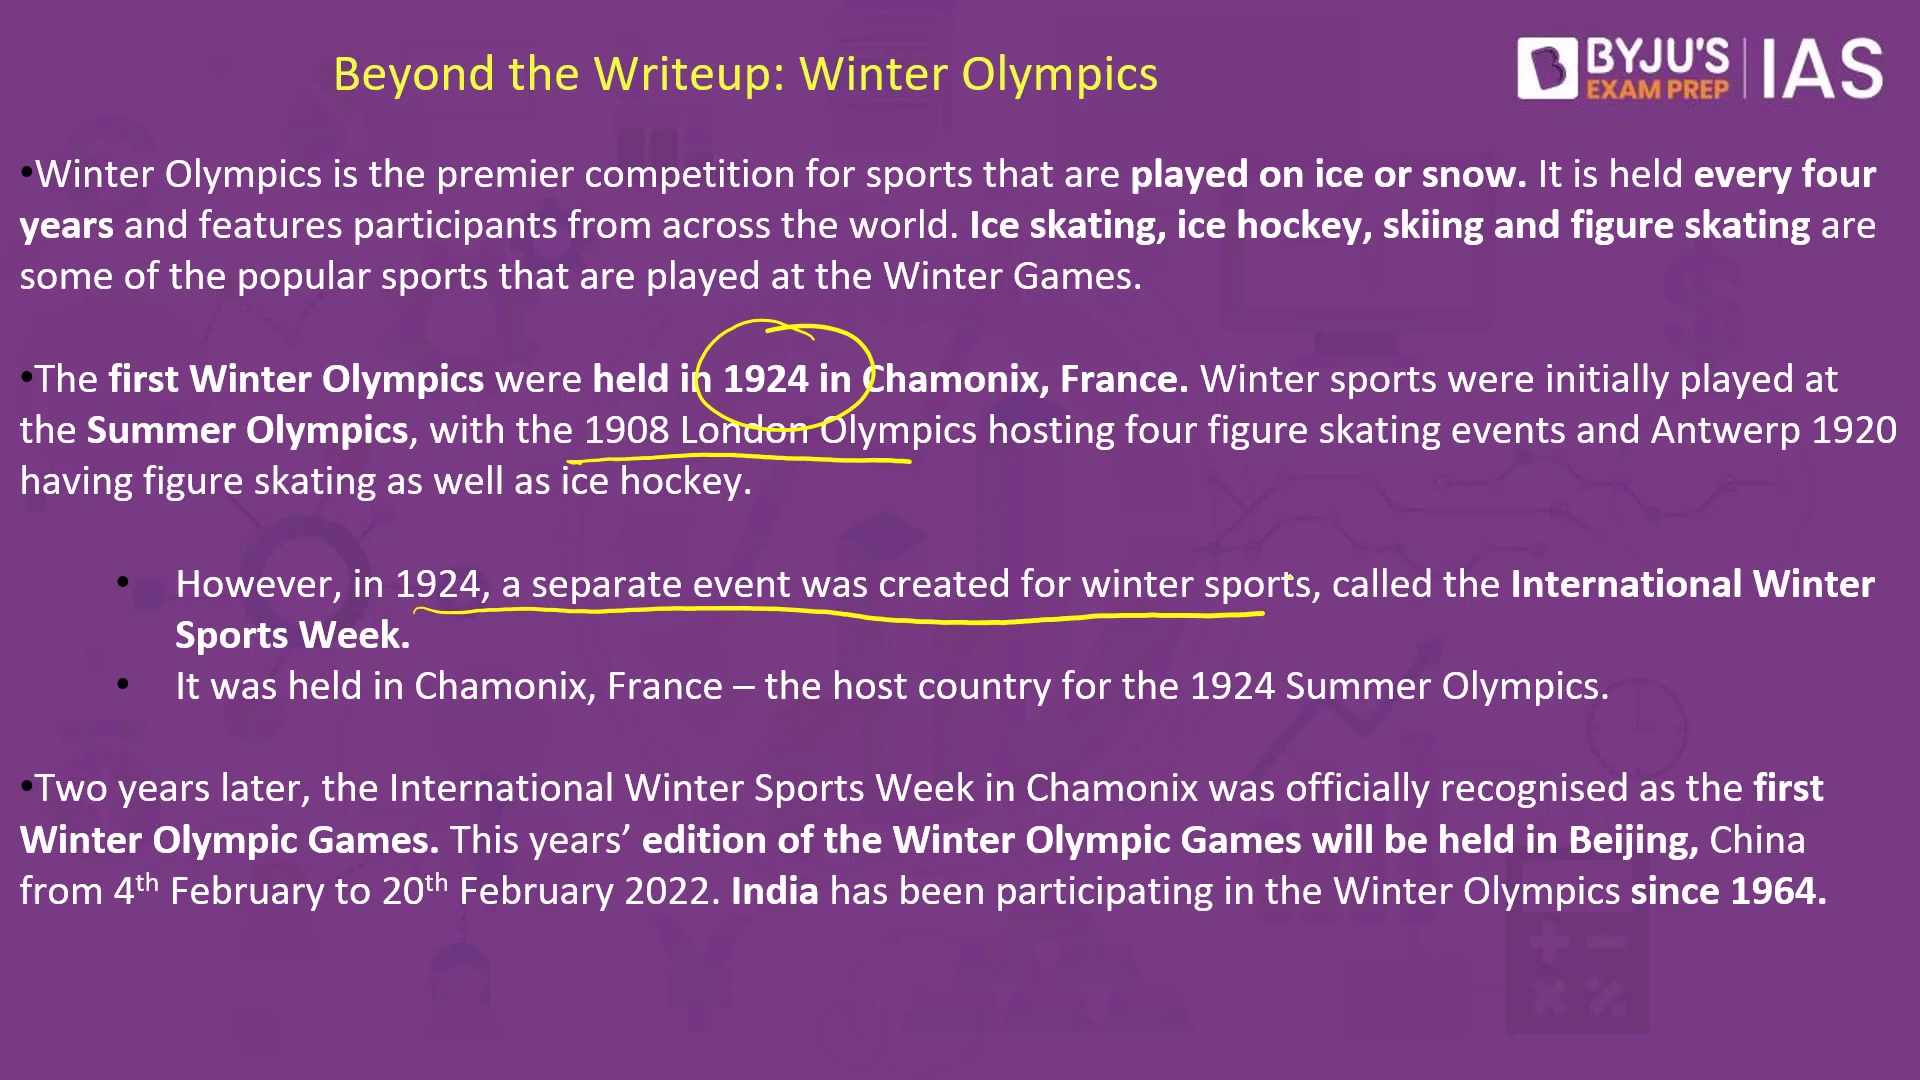 Beyond the Writeup: Winter Olympics
BYJU'S
EXAM PREP
IAS
•Winter Olympics is the premier competition for sports that are played on ice or snow. It is held every four
years and features participants from across the world. Ice skating, ice hockey, skiing and figure skating are
some of the popular sports that are played at the Winter Games.
•The first Winter Olympics were held in 1924 in Chamonix, France. Winter sports were initially played at
the Summer Olympics, with the 1908 London Olympics hosting four figure skating events and Antwerp 1920
having figure skating as well as ice hockey.
• However, in 1924, a separate event was created for winter sports, called the International Winter
Sports Week.
• It was held in Chamonix, France – the host country for the 1924 Summer Olympics.
•Two years later, the International Winter Sports Week in Chamonix was officially recognised as the first
Winter Olympic Games. This years’ edition of the Winter Olympic Games will be held in Beijing, China
from 4th February to 20th February 2022. India has been participating in the Winter Olympics since 1964.